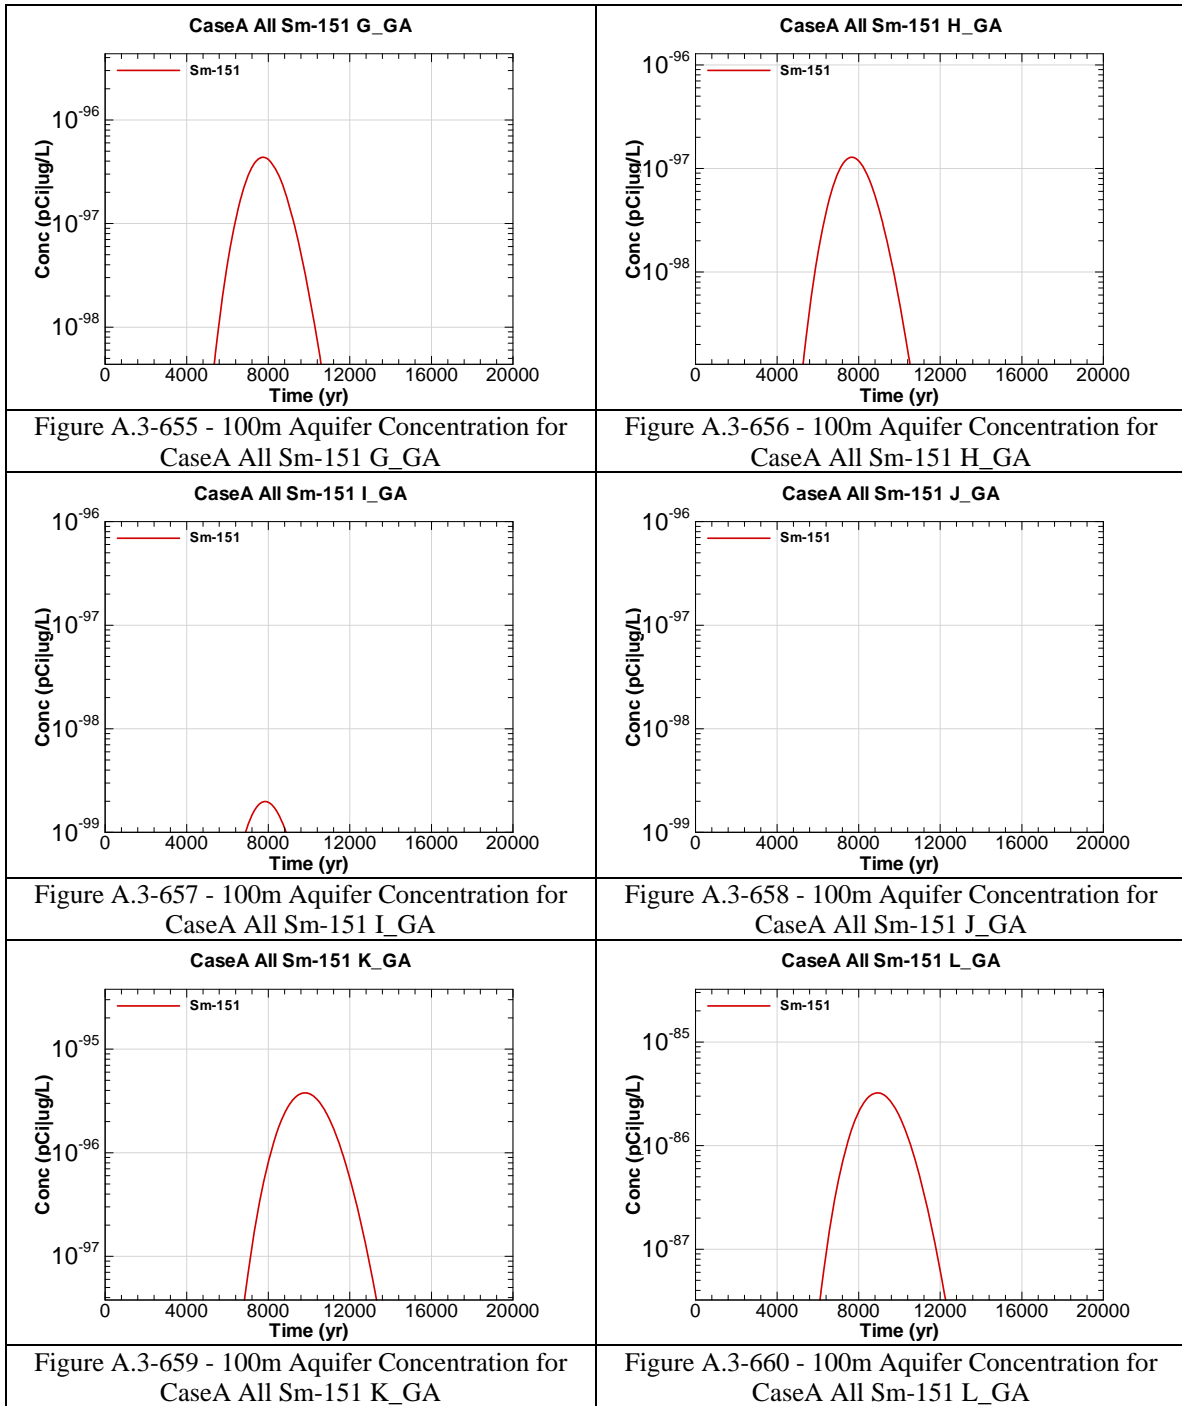 CaseA All Sm-151 G_GA
Sm-151
10^-96
10^-97
10^-98
Conc (pCi|ug/L)
0 4000 8000 12000 16000 20000
Time (yr)
Figure A.3-655 - 100m Aquifer Concentration for
CaseA All Sm-151 G_GA
CaseA All Sm-151 H_GA
10^-96
Sm-151
10^-97
10^-98
Conc (pCi|ug/L)
0 4000 8000 12000 16000 20000
Time (yr)
Figure A.3-656 - 100m Aquifer Concentration for
CaseA All Sm-151 H_GA
CaseA All Sm-151 I_GA
10^-96
Sm-151
10^-97
10^-98
10^-99
Conc (pCi|ug/L)
0 4000 8000 12000 16000 20000
Time (yr)
Figure A.3-657 - 100m Aquifer Concentration for
CaseA All Sm-151 I_GA
CaseA All Sm-151 J_GA
10^-96
Sm-151
10^-97
10^-98
10^-99
Conc (pCi|ug/L)
0 4000 8000 12000 16000 20000
Time (yr)
Figure A.3-658 - 100m Aquifer Concentration for
CaseA All Sm-151 J_GA
CaseA All Sm-151 K_GA
Sm-151
10^-95
10^-96
10^-97
Conc (pCi|ug/L)
0 4000 8000 12000 16000 20000
Time (yr)
Figure A.3-659 - 100m Aquifer Concentration for
CaseA All Sm-151 K_GA
CaseA All Sm-151 L_GA
Sm-151
10^-85
10^-86
10^-87
Conc (pCi|ug/L)
0 4000 8000 12000 16000 20000
Time (yr)
Figure A.3-660 - 100m Aquifer Concentration for
CaseA All Sm-151 L_GA